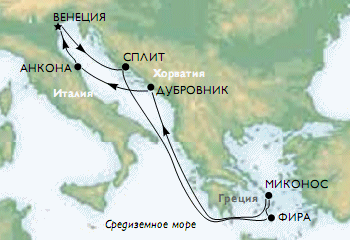 ВЕНЕЦИЯ
СПЛИТ
АНКОНА
Хорватия
ДУБРОВНИК
Италия
МИКОНОС
Греция
ФИРА
Средиземное море